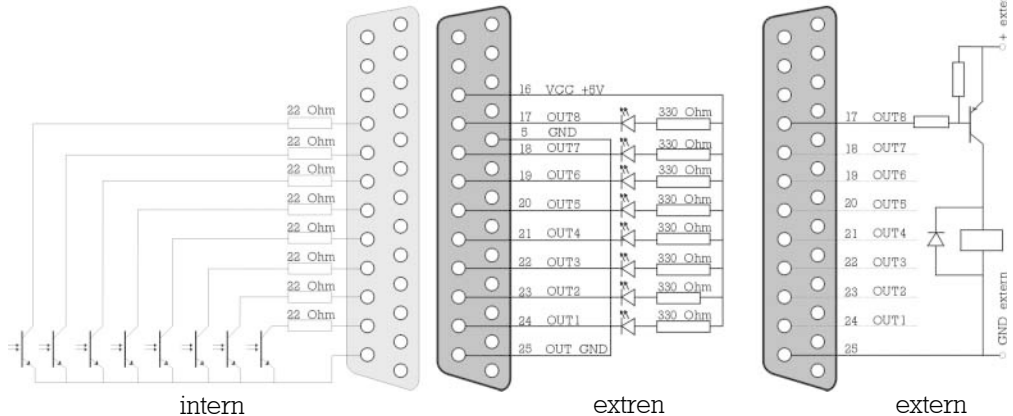 22 Ohm
22 Ohm
22 Ohm
22 Ohm
22 Ohm
22 Ohm
22 Ohm
22 Ohm
intern
16 VGG +5V
17 OUT8 330 Ohm
5 GND
18 OUT7 330 Ohm
19 OUT6 330 Ohm
20 OUT5 330 Ohm
21 OUT4 330 Ohm
22 OUT3 330 Ohm
23 OUT2 330 Ohm
24 OUT1 330 Ohm
25 OUT GND
extren
+ extern
17 OUT8
18 OUT7
19 OUT6
20 OUT5
21 OUT4
22 OUT3
23 OUT2
24 OUT1
25
GND extern
extern